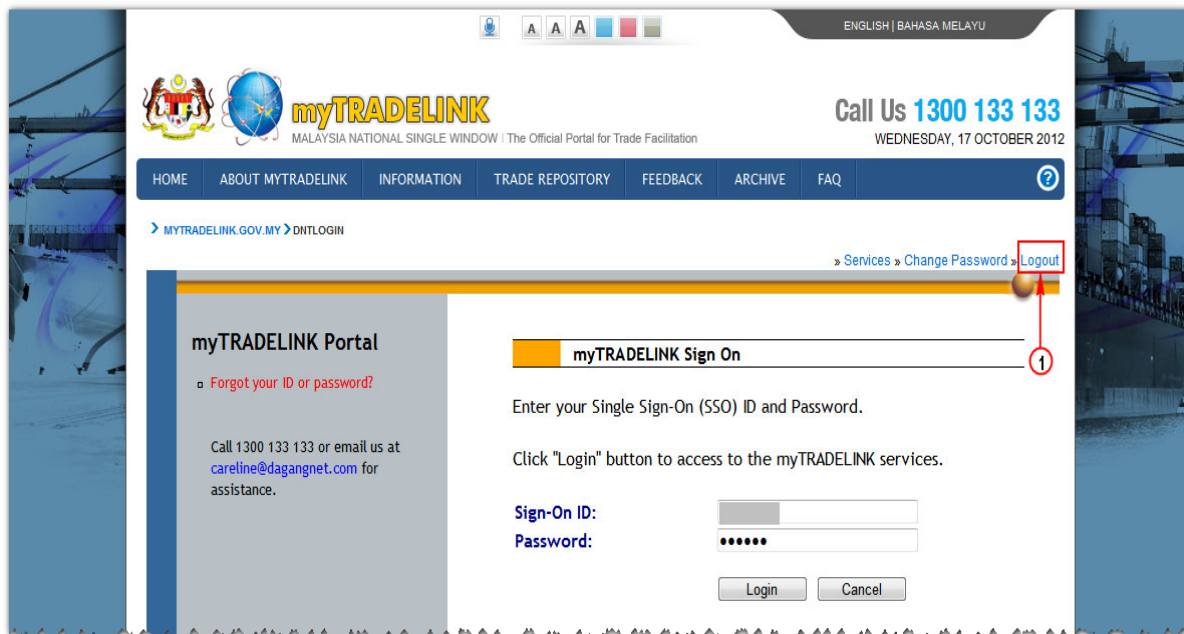 A A A
ENGLISH | BAHASA MELAYU
myTRADELINK
MALAYSIA NATIONAL SINGLE WINDOW | The Official Portal for Trade Facilitation
Call Us 1300 133 133
WEDNESDAY, 17 OCTOBER 2012
HOME ABOUT MYTRADELINK INFORMATION TRADE REPOSITORY FEEDBACK ARCHIVE FAQ ?
MYTRADELINK.GOV.MY DNTLOGIN
» Services » Change Password » Logout
1
myTRADELINK Portal
Forgot your ID or password?
Call 1300 133 133 or email us at
careline@dagangnet.com for
assistance.
myTRADELINK Sign On
Enter your Single Sign-On (SSO) ID and Password.
Click "Login" button to access to the myTRADELINK services.
Sign-On ID:
Password: ••••••
Login Cancel